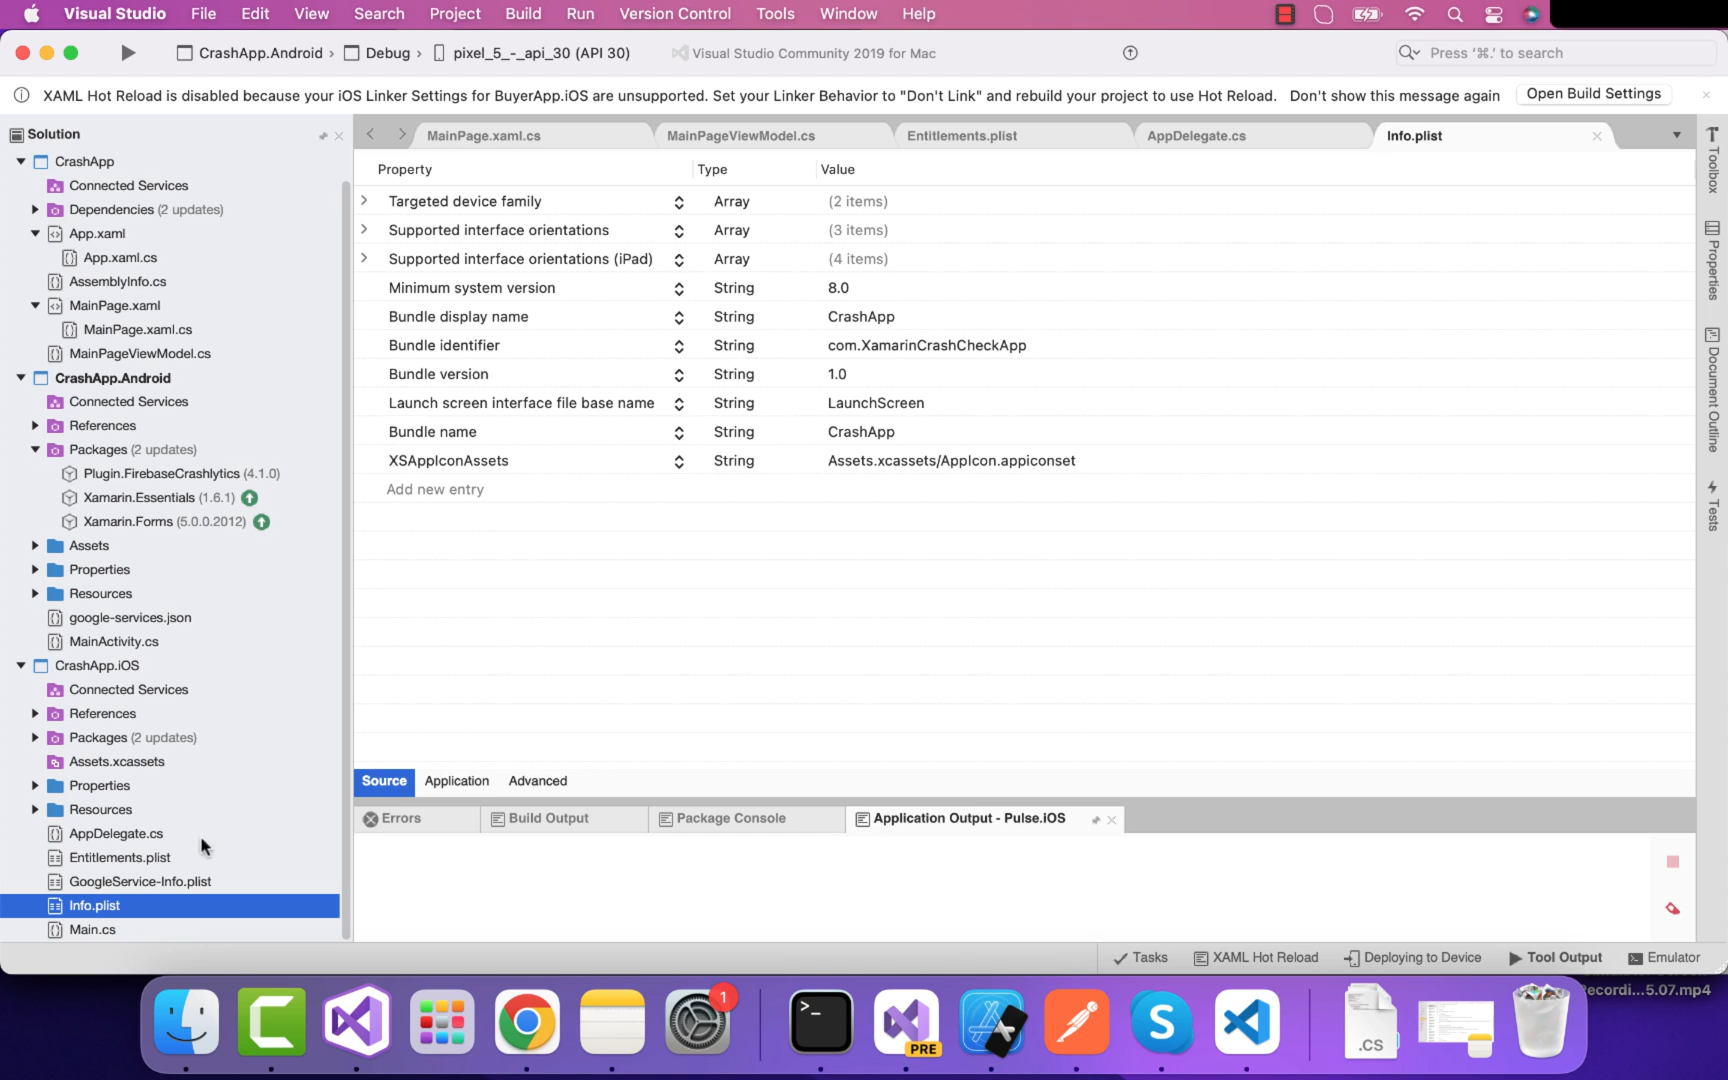 Visual Studio File Edit View Search Project Build Run Version Control Tools Window Help
CrashApp.Android › Debug › pixel_5_-_api_30 (API 30) Visual Studio Community 2019 for Mac Press ‘⌘.’ to search
XAML Hot Reload is disabled because your iOS Linker Settings for BuyerApp.iOS are unsupported. Set your Linker Behavior to "Don't Link" and rebuild your project to use Hot Reload. Don't show this message again Open Build Settings
Solution
CrashApp
Connected Services
Dependencies (2 updates)
App.xaml
App.xaml.cs
AssemblyInfo.cs
MainPage.xaml
MainPage.xaml.cs
MainPageViewModel.cs
CrashApp.Android
Connected Services
References
Packages (2 updates)
Plugin.FirebaseCrashlytics (4.1.0)
Xamarin.Essentials (1.6.1)
Xamarin.Forms (5.0.0.2012)
Assets
Properties
Resources
google-services.json
MainActivity.cs
CrashApp.iOS
Connected Services
References
Packages (2 updates)
Assets.xcassets
Properties
Resources
AppDelegate.cs
Entitlements.plist
GoogleService-Info.plist
Info.plist
Main.cs
MainPage.xaml.cs MainPageViewModel.cs Entitlements.plist AppDelegate.cs Info.plist
Property Type Value
Targeted device family Array (2 items)
Supported interface orientations Array (3 items)
Supported interface orientations (iPad) Array (4 items)
Minimum system version String 8.0
Bundle display name String CrashApp
Bundle identifier String com.XamarinCrashCheckApp
Bundle version String 1.0
Launch screen interface file base name String LaunchScreen
Bundle name String CrashApp
XSAppIconAssets String Assets.xcassets/AppIcon.appiconset
Add new entry
Source Application Advanced
Errors Build Output Package Console Application Output - Pulse.iOS
Toolbox
Properties
Document Outline
Tests
Tasks XAML Hot Reload Deploying to Device Tool Output Emulator
ecordi...5.07.mp4
1
>_
PRE
S
.CS